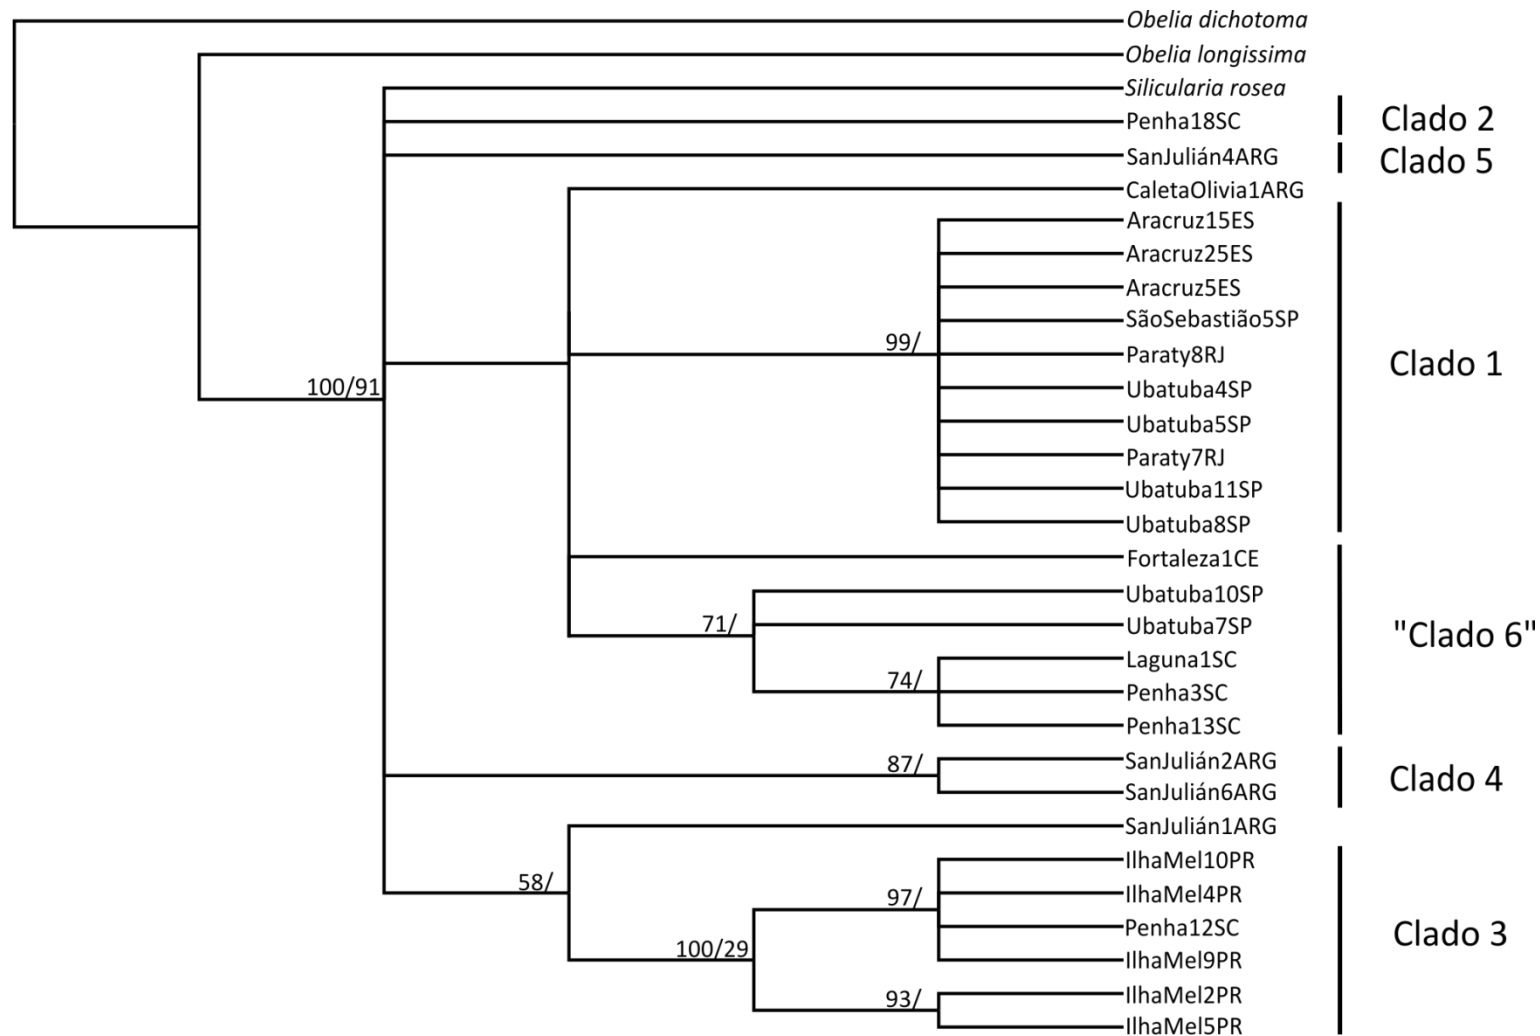 Obelia dichotoma
Obelia longissima
Silicularia rosea
Penha18SC
Clado 2
SanJulián4ARG
Clado 5
CaletaOlivia1ARG
Aracruz15ES
Aracruz25ES
Aracruz5ES
SãoSebastião5SP
99/
Paraty8RJ
Clado 1
100/91
Ubatuba4SP
Ubatuba5SP
Paraty7RJ
Ubatuba11SP
Ubatuba8SP
Fortaleza1CE
Ubatuba10SP
71/
Ubatuba7SP
"Clado 6"
Laguna1SC
74/
Penha3SC
Penha13SC
87/
SanJulián2ARG
Clado 4
SanJulián6ARG
SanJulián1ARG
IlhaMel10PR
58/
97/
IlhaMel4PR
Penha12SC
Clado 3
100/29
IlhaMel9PR
93/
IlhaMel2PR
IlhaMel5PR